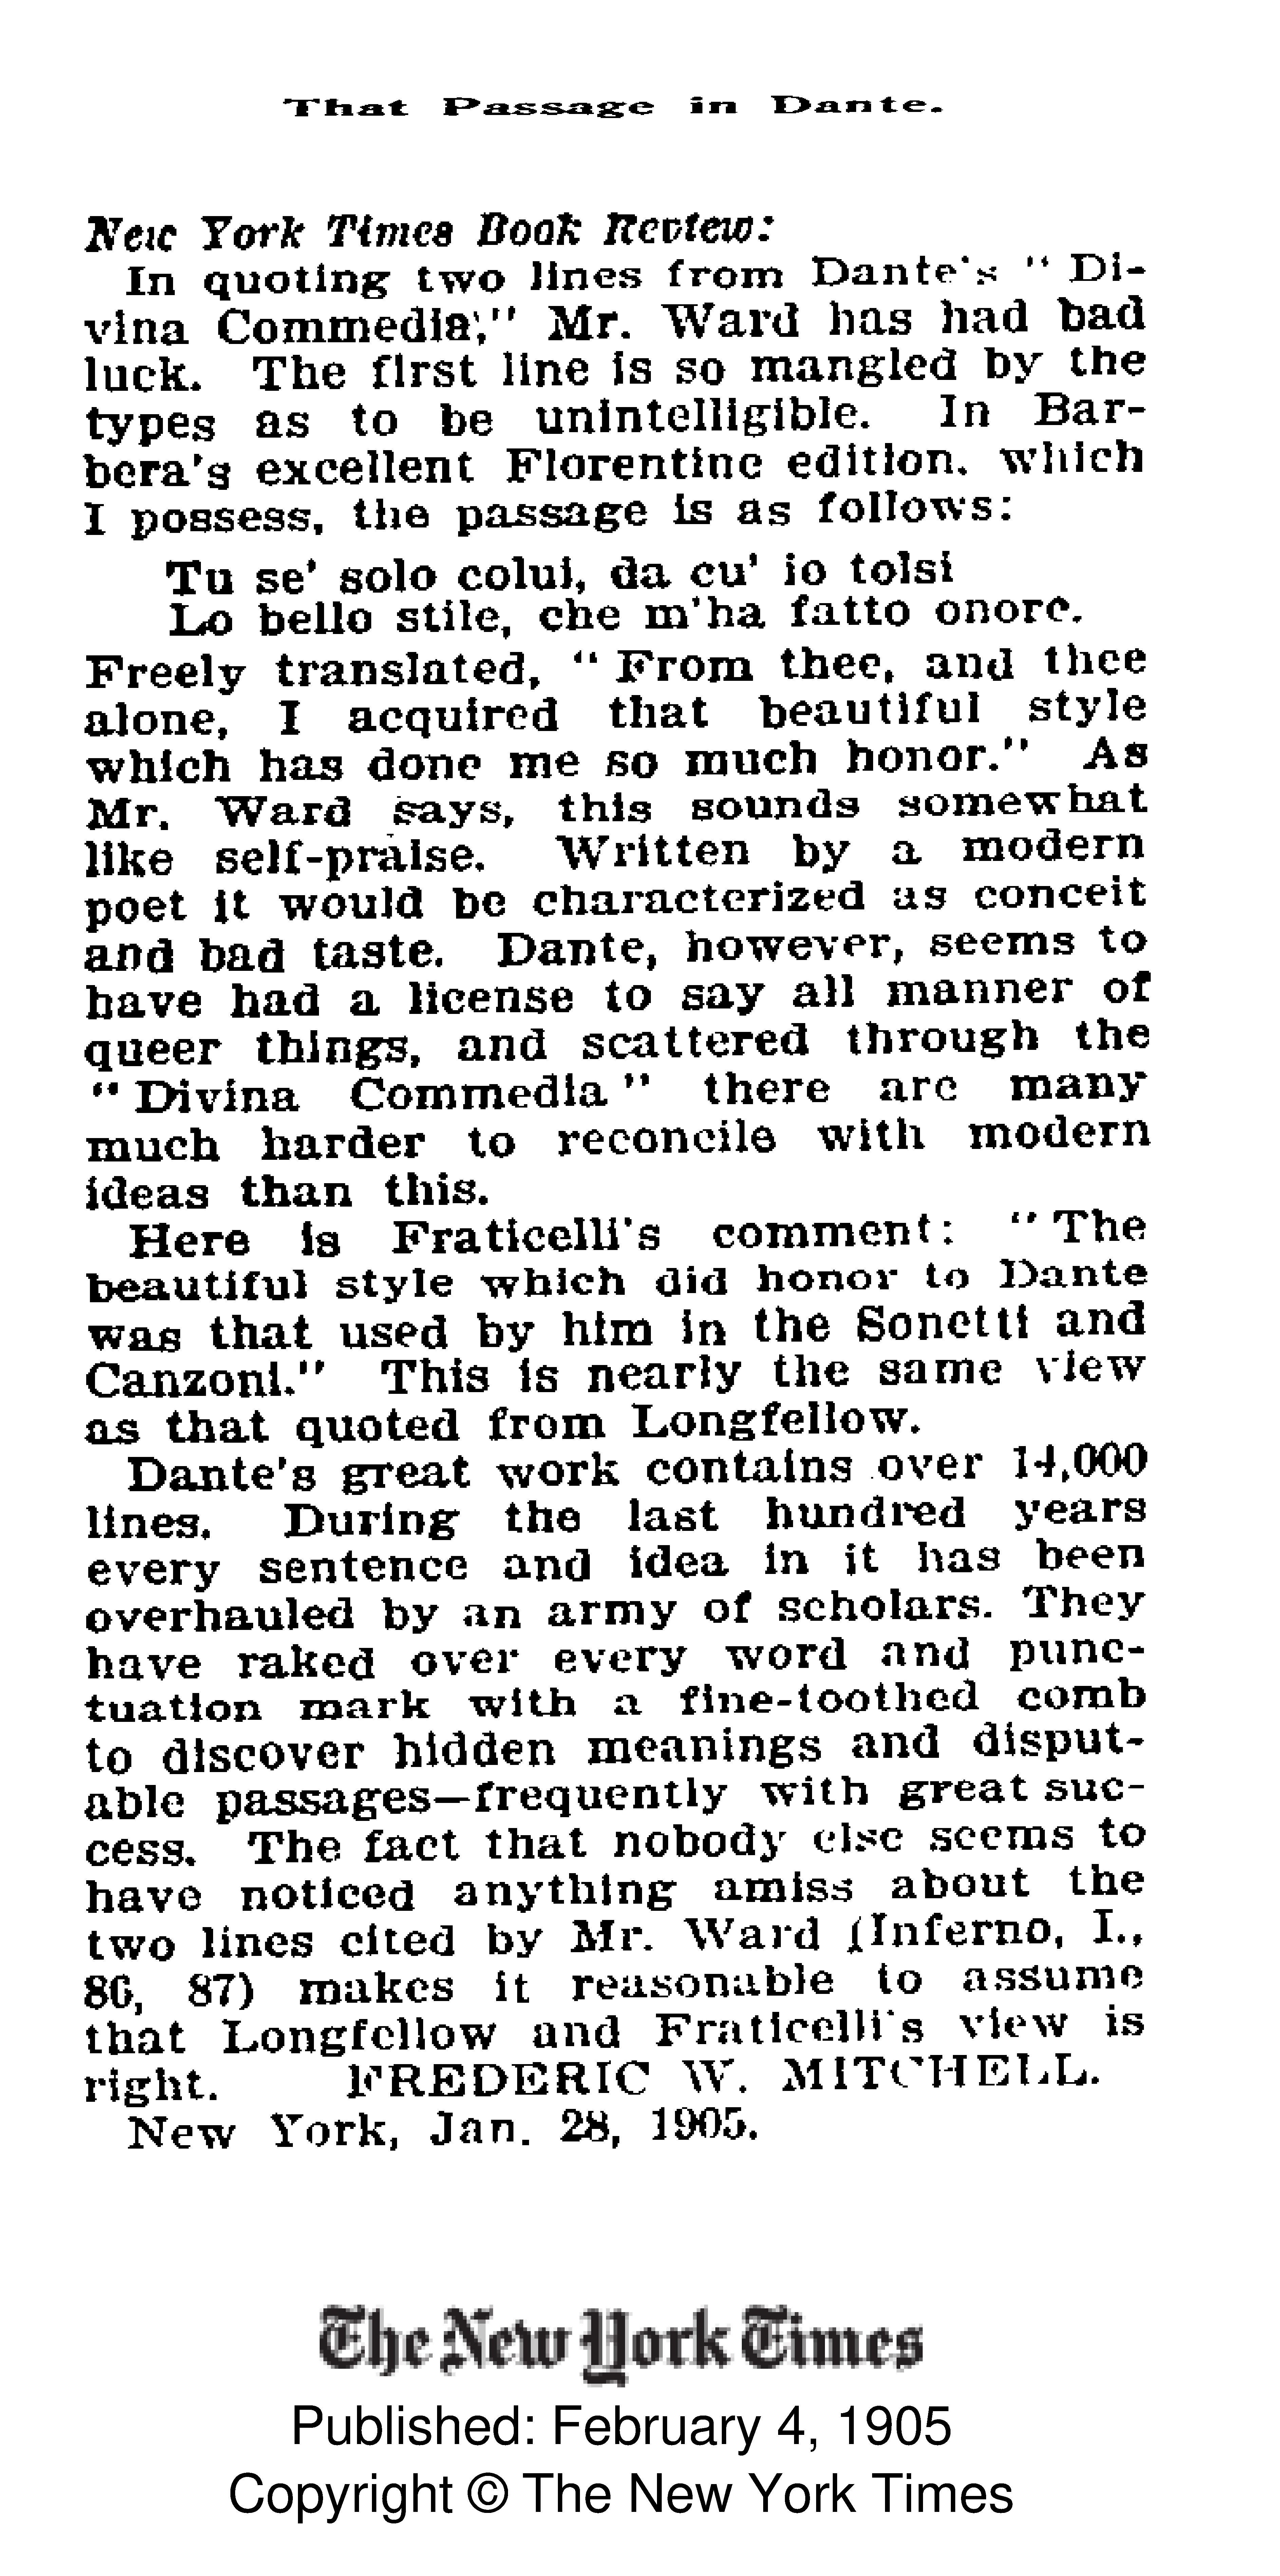 That Passage in Dante.
New York Times Book Review:
In quoting two lines from Dante's "Di-
vina Commedia," Mr. Ward has had bad
luck. The first line is so mangled by the
types as to be unintelligible. In Bar-
bera's excellent Florentine edition, which
I possess, the passage is as follows:
Tu se' solo colui, da cu' io tolsi
Lo bello stile, che m'ha fatto onore.
Freely translated, "From thee, and thee
alone, I acquired that beautiful style
which has done me so much honor." As
Mr. Ward says, this sounds somewhat
like self-praise. Written by a modern
poet it would be characterized as conceit
and bad taste. Dante, however, seems to
have had a license to say all manner of
queer things, and scattered through the
"Divina Commedia" there are many
much harder to reconcile with modern
ideas than this.
Here is Fraticelli's comment: "The
beautiful style which did honor to Dante
was that used by him in the Sonetti and
Canzoni." This is nearly the same view
as that quoted from Longfellow.
Dante's great work contains over 14,000
lines. During the last hundred years
every sentence and idea in it has been
overhauled by an army of scholars. They
have raked over every word and punc-
tuation mark with a fine-toothed comb
to discover hidden meanings and disput-
able passages—frequently with great suc-
cess. The fact that nobody else seems to
have noticed anything amiss about the
two lines cited by Mr. Ward (Inferno, I.,
86, 87) makes it reasonable to assume
that Longfellow and Fraticelli's view is
right. FREDERIC W. MITCHELL.
New York, Jan. 28, 1905.
The New York Times
Published: February 4, 1905
Copyright © The New York Times